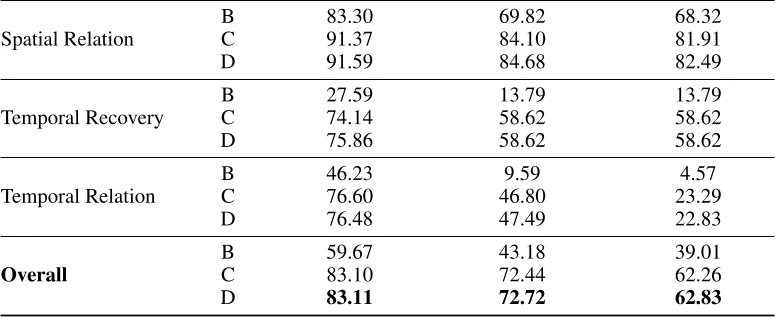 B 83.30 69.82 68.32
Spatial Relation C 91.37 84.10 81.91
D 91.59 84.68 82.49
B 27.59 13.79 13.79
Temporal Recovery C 74.14 58.62 58.62
D 75.86 58.62 58.62
B 46.23 9.59 4.57
Temporal Relation C 76.60 46.80 23.29
D 76.48 47.49 22.83
B 59.67 43.18 39.01
Overall C 83.10 72.44 62.26
D 83.11 72.72 62.83